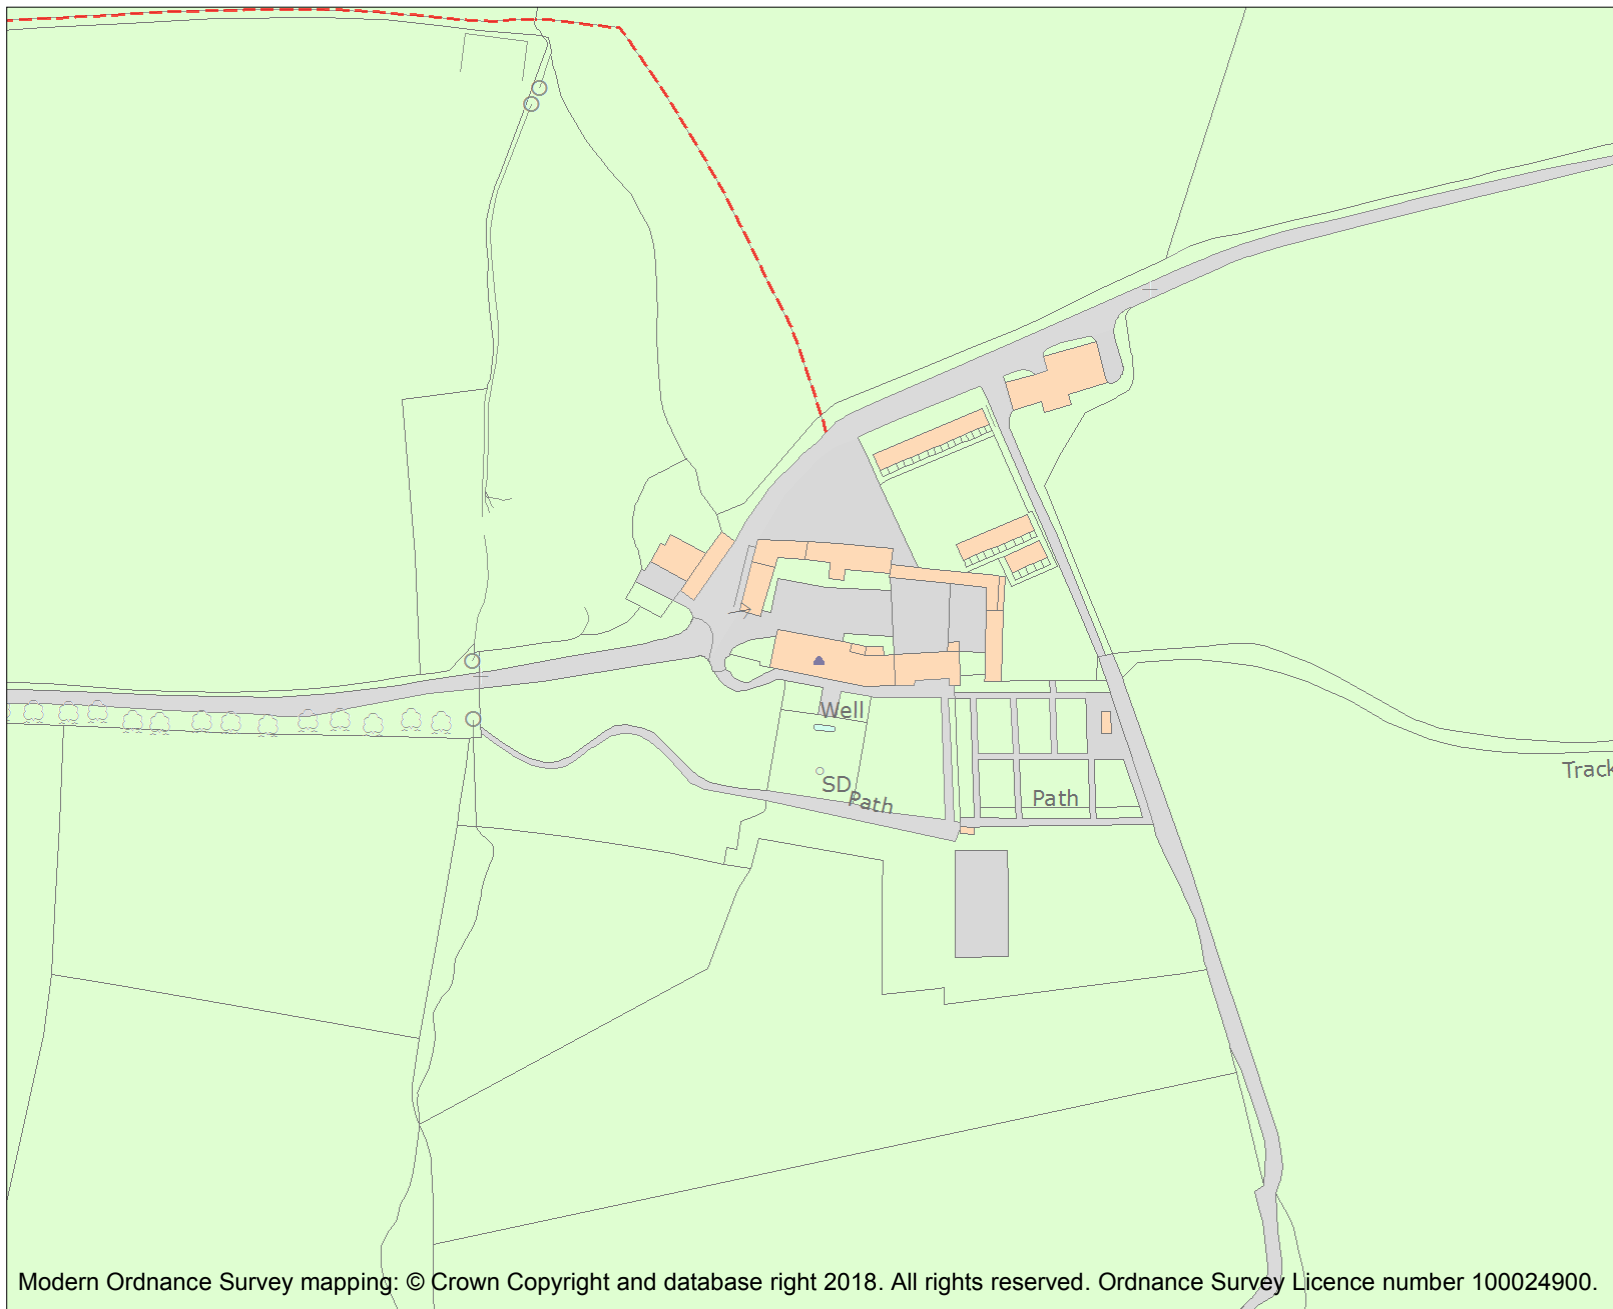 Well
SD
Path
Path
Track
Modern Ordnance Survey mapping: © Crown Copyright and database right 2018. All rights reserved. Ordnance Survey Licence number 100024900.